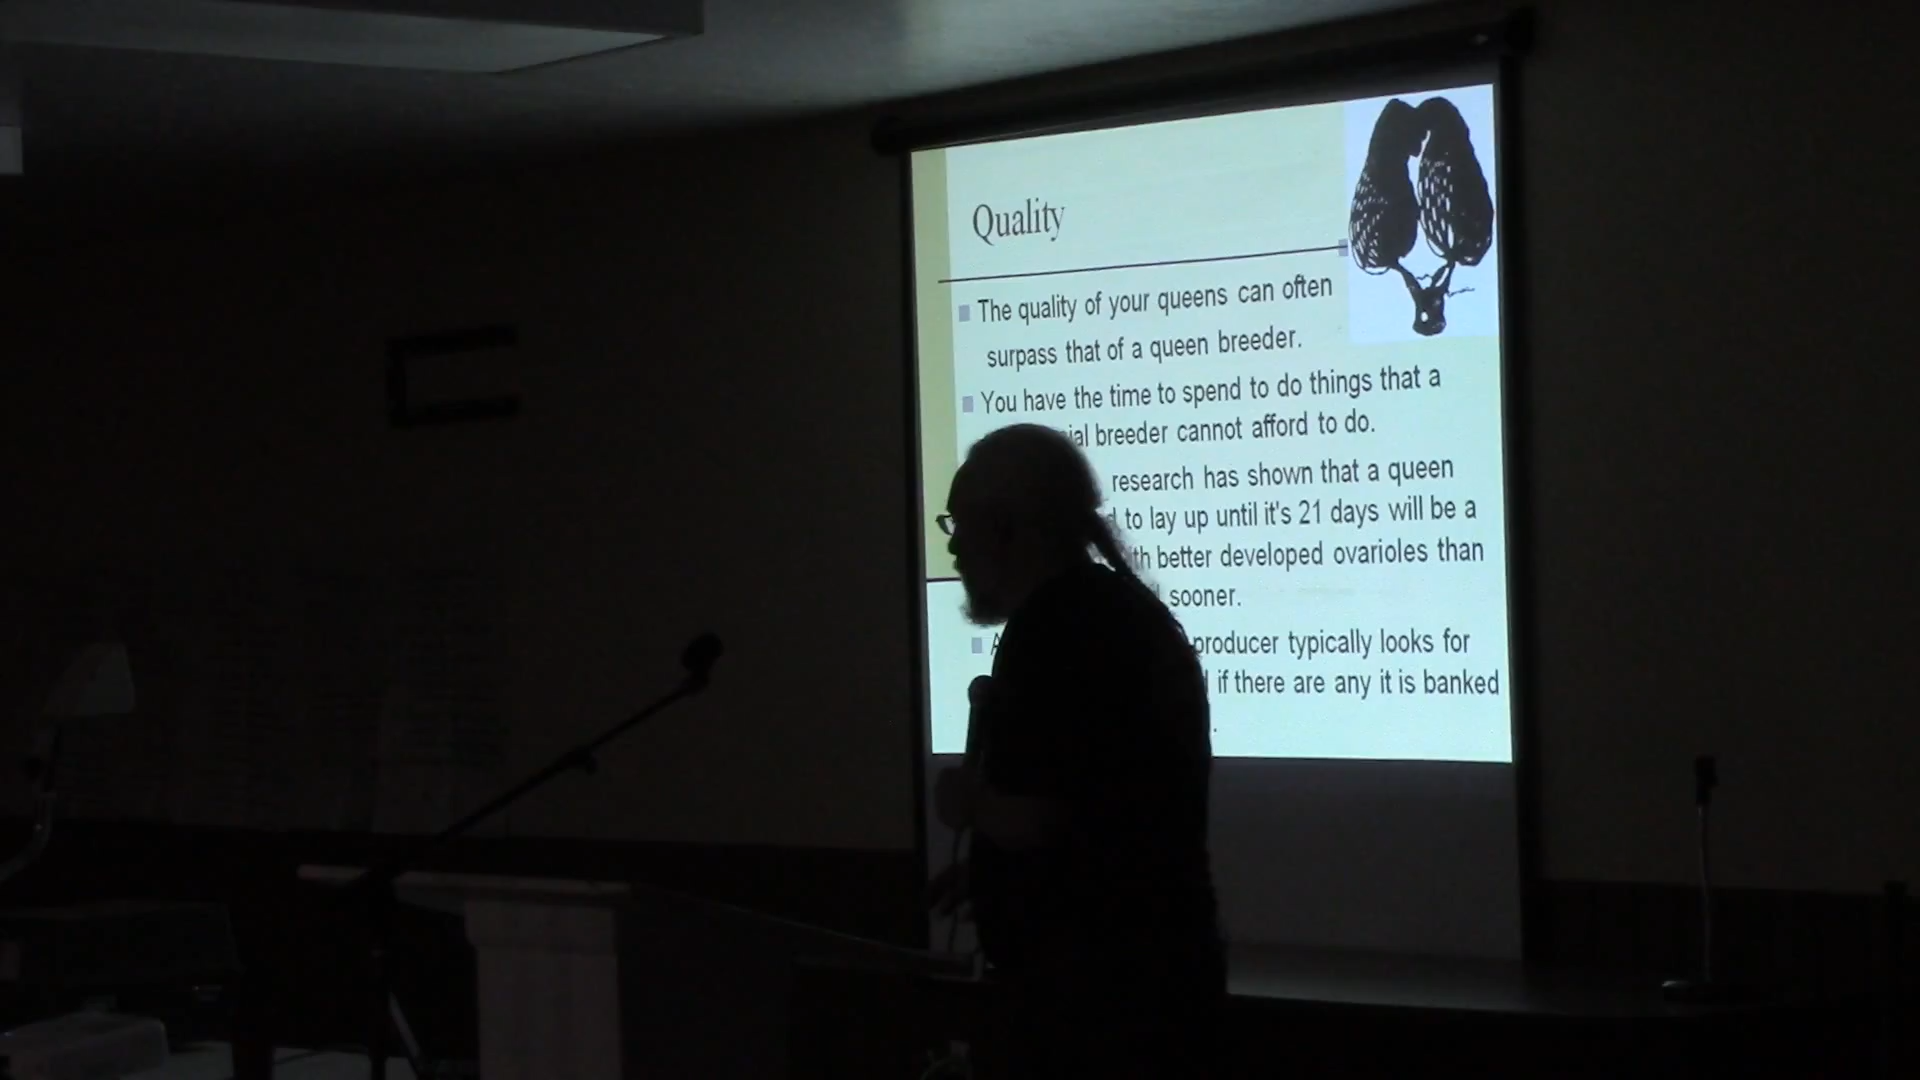 Quality
The quality of your queens can often
surpass that of a queen breeder.
You have the time to spend to do things that a
breeder cannot afford to do.
research has shown that a queen
to lay up until it's 21 days will be a
better developed ovarioles than
sooner.
producer typically looks for
if there are any it is banked